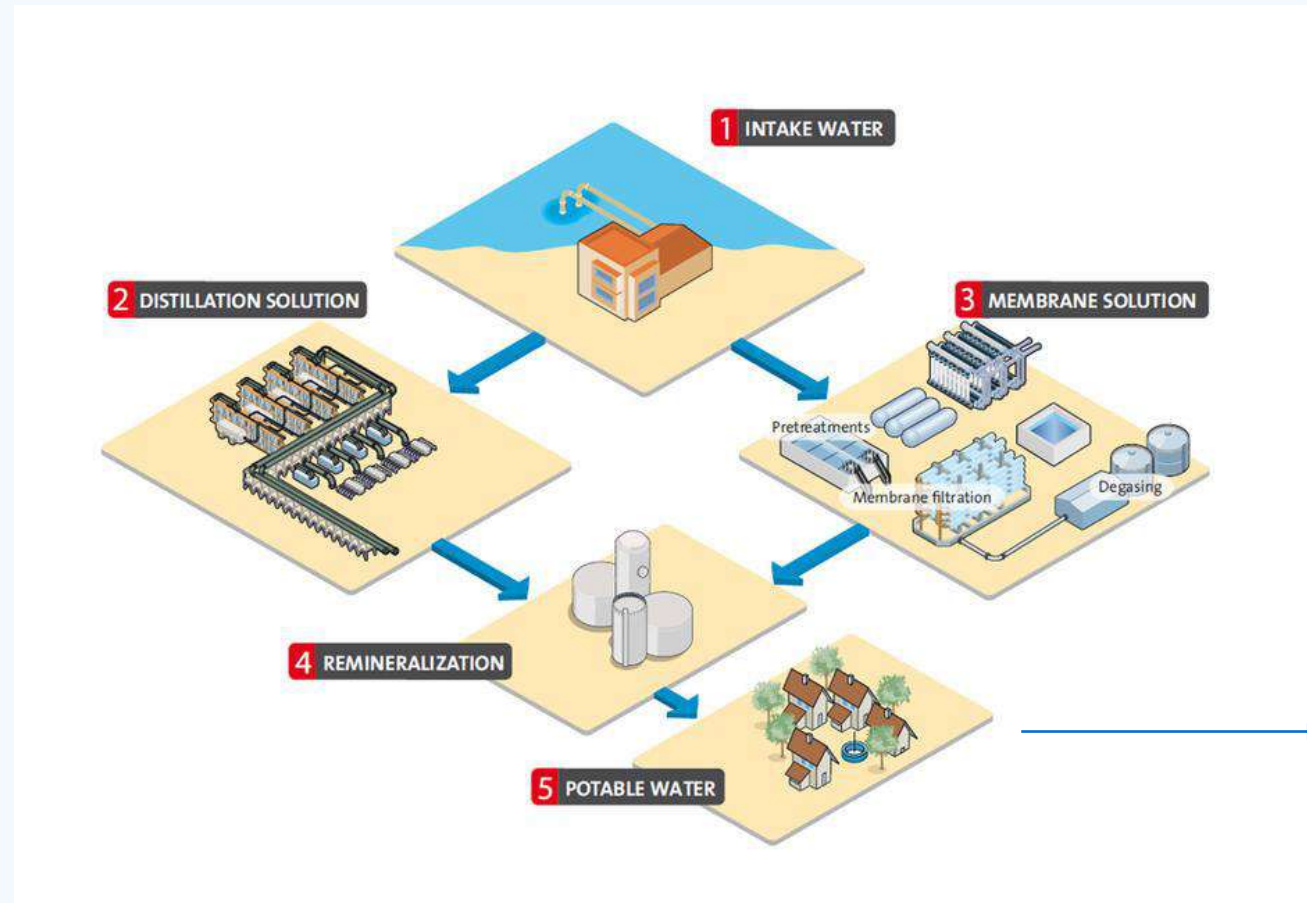 1 INTAKE WATER
2 DISTILLATION SOLUTION
3 MEMBRANE SOLUTION
Pretreatments
Membrane filtration
Degasing
4 REMINERALIZATION
5 POTABLE WATER